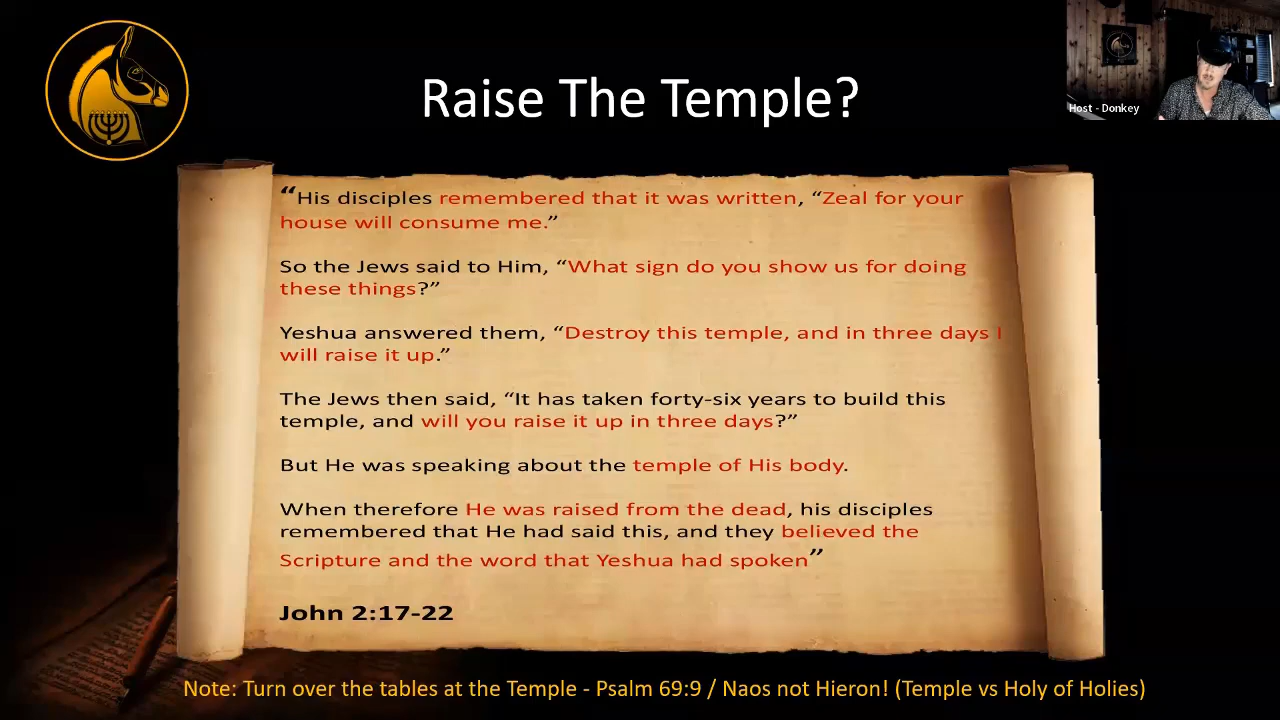 Raise The Temple?
Host - Donkey
“His disciples remembered that it was written, “Zeal for your
house will consume me.”
So the Jews said to Him, “What sign do you show us for doing
these things?”
Yeshua answered them, “Destroy this temple, and in three days I
will raise it up.”
The Jews then said, “It has taken forty-six years to build this
temple, and will you raise it up in three days?”
But He was speaking about the temple of His body.
When therefore He was raised from the dead, his disciples
remembered that He had said this, and they believed the
Scripture and the word that Yeshua had spoken”
John 2:17-22
Note: Turn over the tables at the Temple - Psalm 69:9 / Naos not Hieron! (Temple vs Holy of Holies)